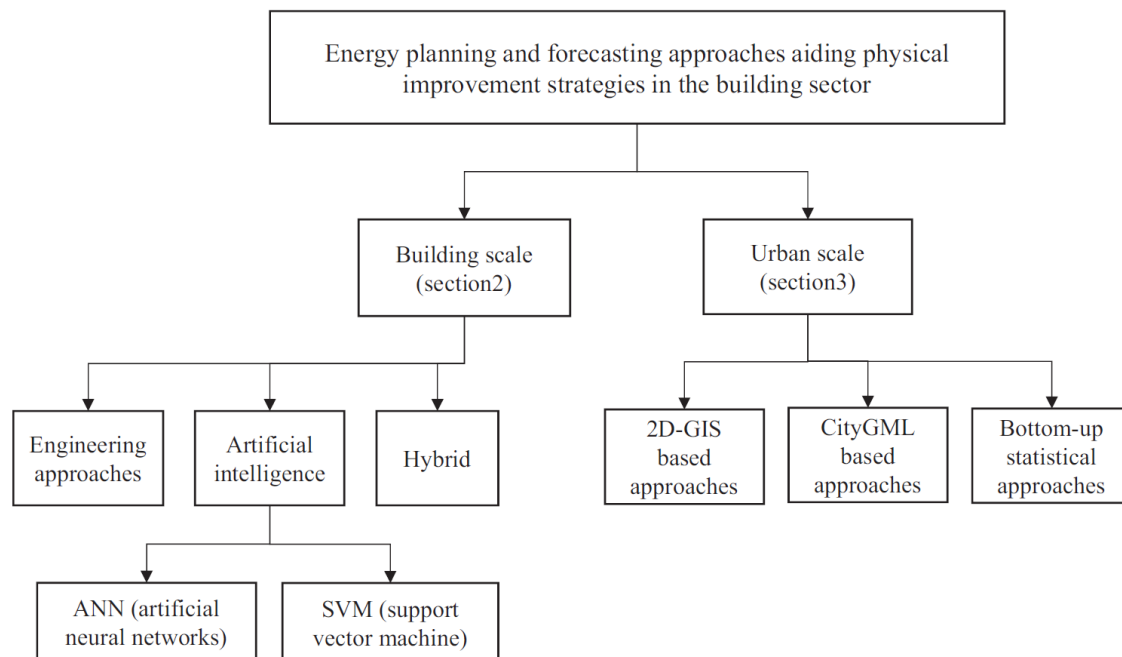 Energy planning and forecasting approaches aiding physical
improvement strategies in the building sector
Building scale
(section2)
Urban scale
(section3)
Engineering
approaches
Artificial
intelligence
Hybrid
2D-GIS
based
approaches
CityGML
based
approaches
Bottom-up
statistical
approaches
ANN (artificial
neural networks)
SVM (support
vector machine)